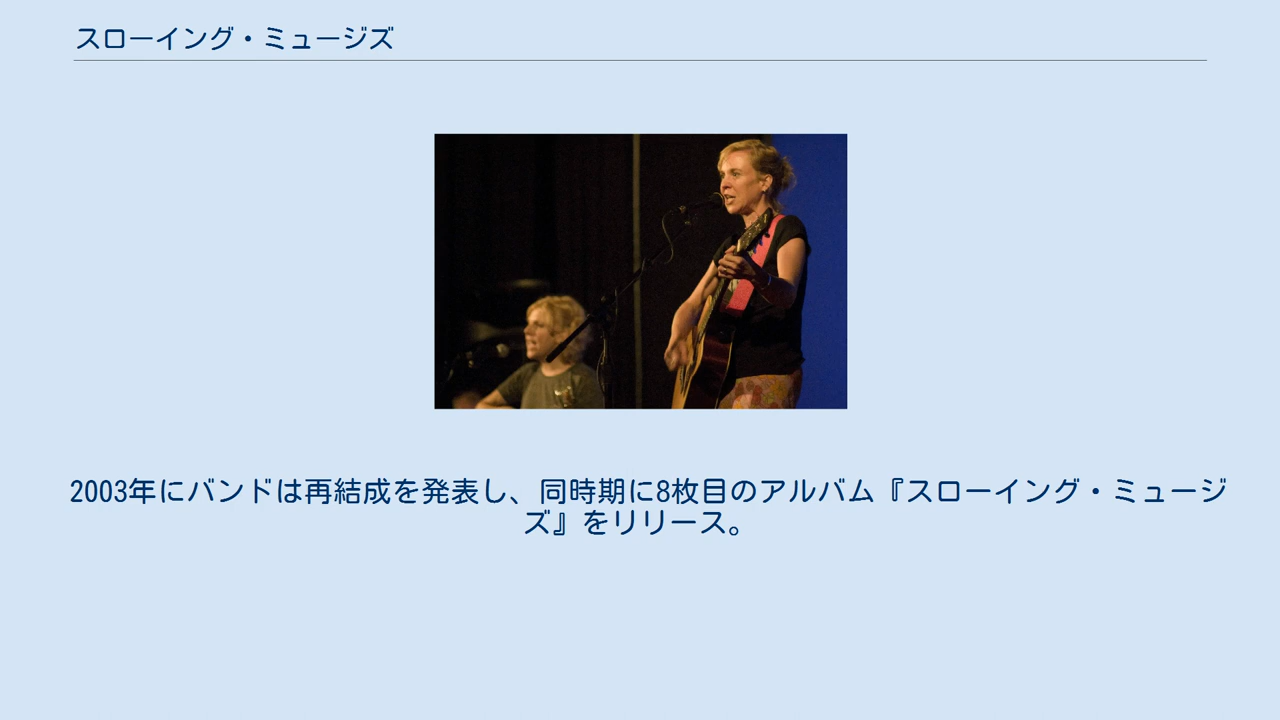 スローイング・ミュージズ
2003年にバンドは再結成を発表し、同時期に8枚目のアルバム『スローイング・ミュージ
ズ』をリリース。